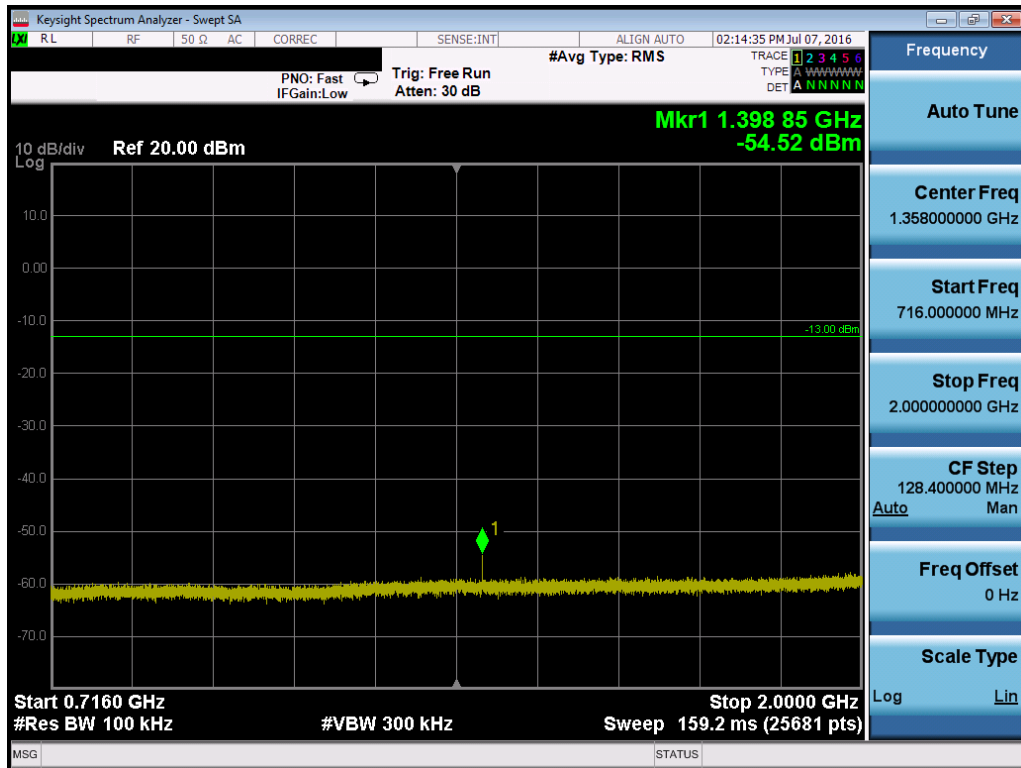 Keysight Spectrum Analyzer - Swept SA
LXI RL RF 50 Ω AC CORREC SENSE:INT ALIGN AUTO 02:14:35 PM Jul 07, 2016
#Avg Type: RMS
TRACE 1 2 3 4 5 6
TYPE A WWWWW
DET A N N N N N
PNO: Fast
IFGain:Low
Trig: Free Run
Atten: 30 dB
Mkr1 1.398 85 GHz
-54.52 dBm
10 dB/div
Log
Ref 20.00 dBm
10.0
0.00
-10.0
-13.00 dBm
-20.0
-30.0
-40.0
-50.0
1
-60.0
-70.0
Start 0.7160 GHz
Stop 2.0000 GHz
#Res BW 100 kHz
#VBW 300 kHz
Sweep 159.2 ms (25681 pts)
MSG
STATUS
Frequency
Auto Tune
Center Freq
1.358000000 GHz
Start Freq
716.000000 MHz
Stop Freq
2.000000000 GHz
CF Step
128.400000 MHz
Auto Man
Freq Offset
0 Hz
Scale Type
Log Lin